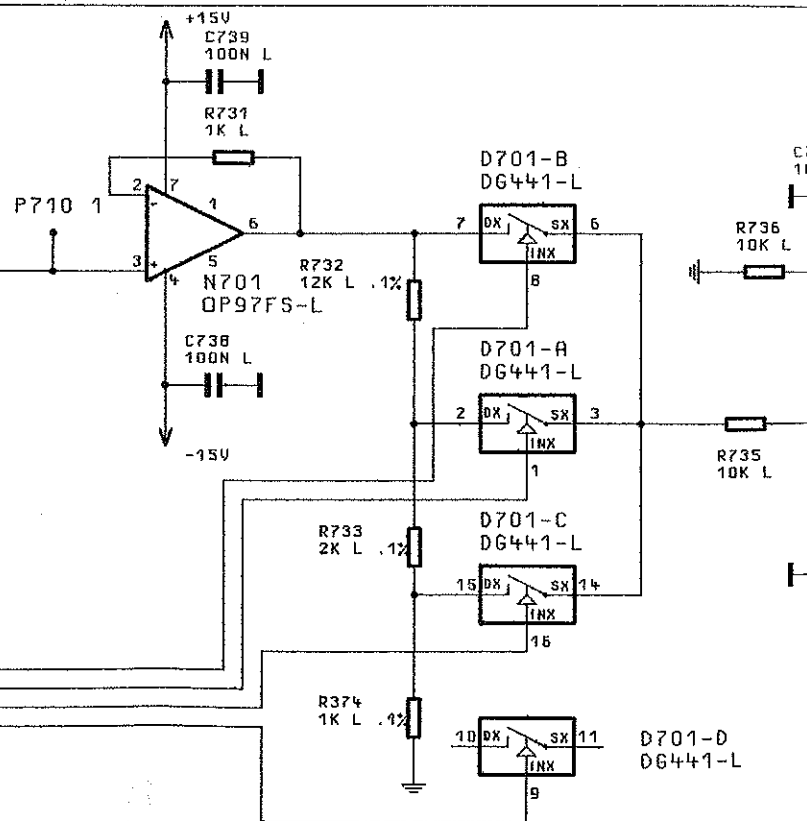 +15V
C739
100N L
R731
1K L
2
7
-
1
6
P710 1
3
+
5
4
N701
OP97FS-L
C738
100N L
-15V
R732
12K L .1%
D701-B
DG441-L
7 DX SX 6
INX
8
R736
10K L
D701-A
DG441-L
2 DX SX 3
INX
1
R735
10K L
R733
2K L .1%
D701-C
DG441-L
15 DX SX 14
INX
16
R374
1K L .1%
10 DX SX 11
INX
9
D701-D
DG441-L